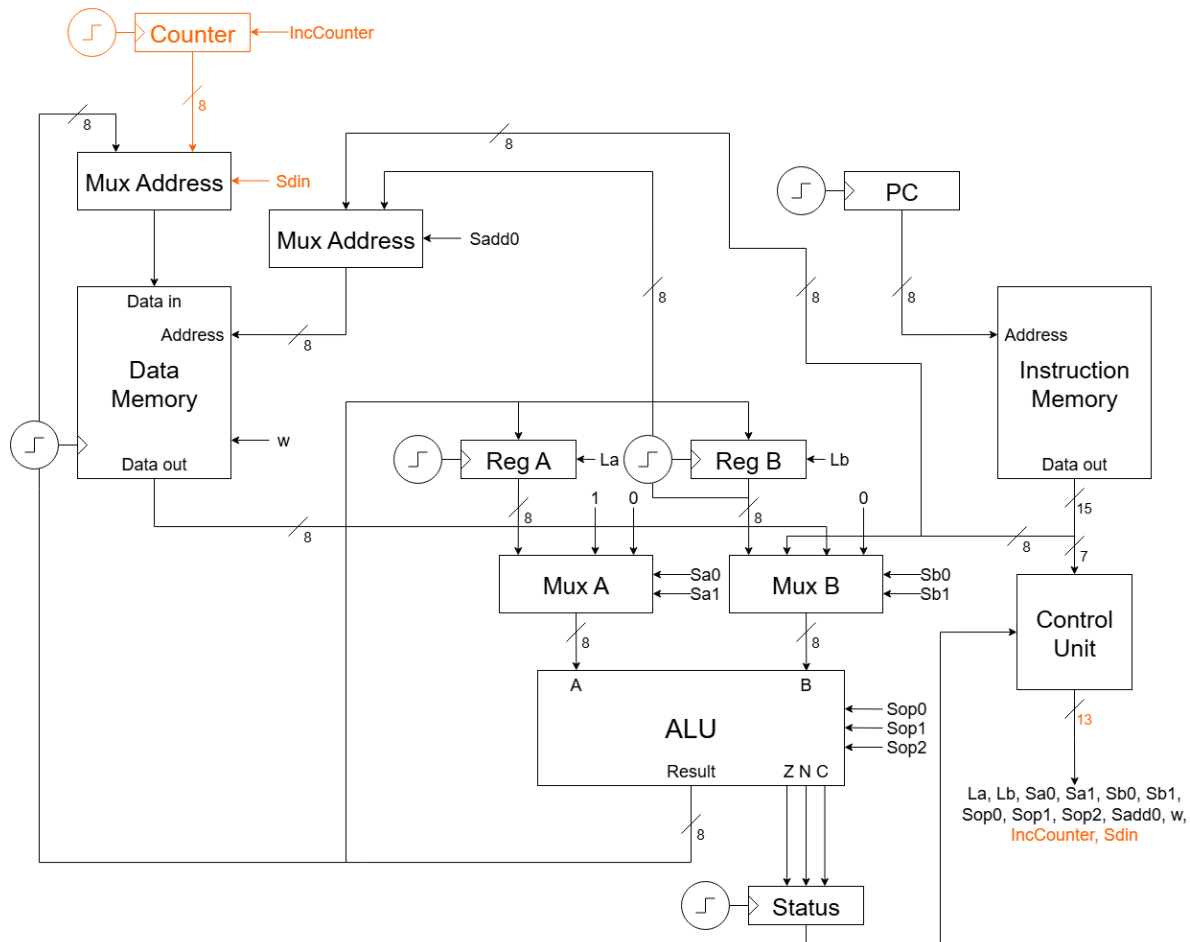 Counter
IncCounter
8
8
8
Mux Address
Sdin
PC
Mux Address
Sadd0
8
8
8
Data in
Address
8
Data
Memory
Address
Instruction
Memory
w
Data out
Reg A
La
Reg B
Lb
Data out
15
1
0
0
8
8
8
8
7
Mux A
Sa0
Sa1
Mux B
Sb0
Sb1
Control
Unit
8
8
A
B
Sop0
Sop1
Sop2
ALU
13
Result
Z N C
La, Lb, Sa0, Sa1, Sb0, Sb1,
Sop0, Sop1, Sop2, Sadd0, w,
IncCounter, Sdin
8
Status